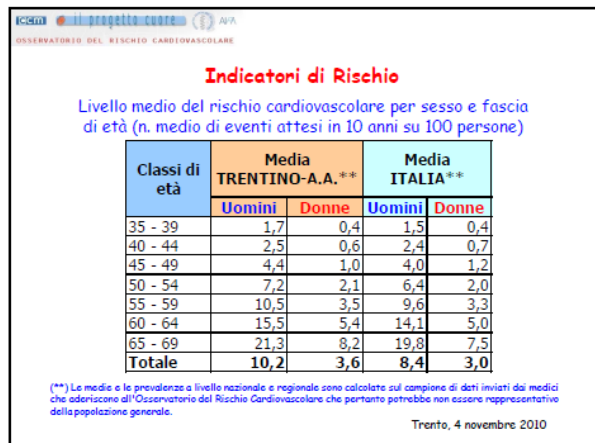 ccm il progetto cuore AIFA
OSSERVATORIO DEL RISCHIO CARDIOVASCOLARE
Indicatori di Rischio
Livello medio del rischio cardiovascolare per sesso e fascia
di età (n. medio di eventi attesi in 10 anni su 100 persone)
Classi di età Media TRENTINO-A.A.** Media ITALIA**
Uomini Donne Uomini Donne
35 - 39 1,7 0,4 1,5 0,4
40 - 44 2,5 0,6 2,4 0,7
45 - 49 4,4 1,0 4,0 1,2
50 - 54 7,2 2,1 6,4 2,0
55 - 59 10,5 3,5 9,6 3,3
60 - 64 15,5 5,4 14,1 5,0
65 - 69 21,3 8,2 19,8 7,5
Totale 10,2 3,6 8,4 3,0
(**) Le medie e le prevalenze a livello nazionale e regionale sono calcolate sul campione di dati inviati dai medici
che aderiscono all'Osservatorio del Rischio Cardiovascolare che pertanto potrebbe non essere rappresentativo
della popolazione generale.
Trento, 4 novembre 2010